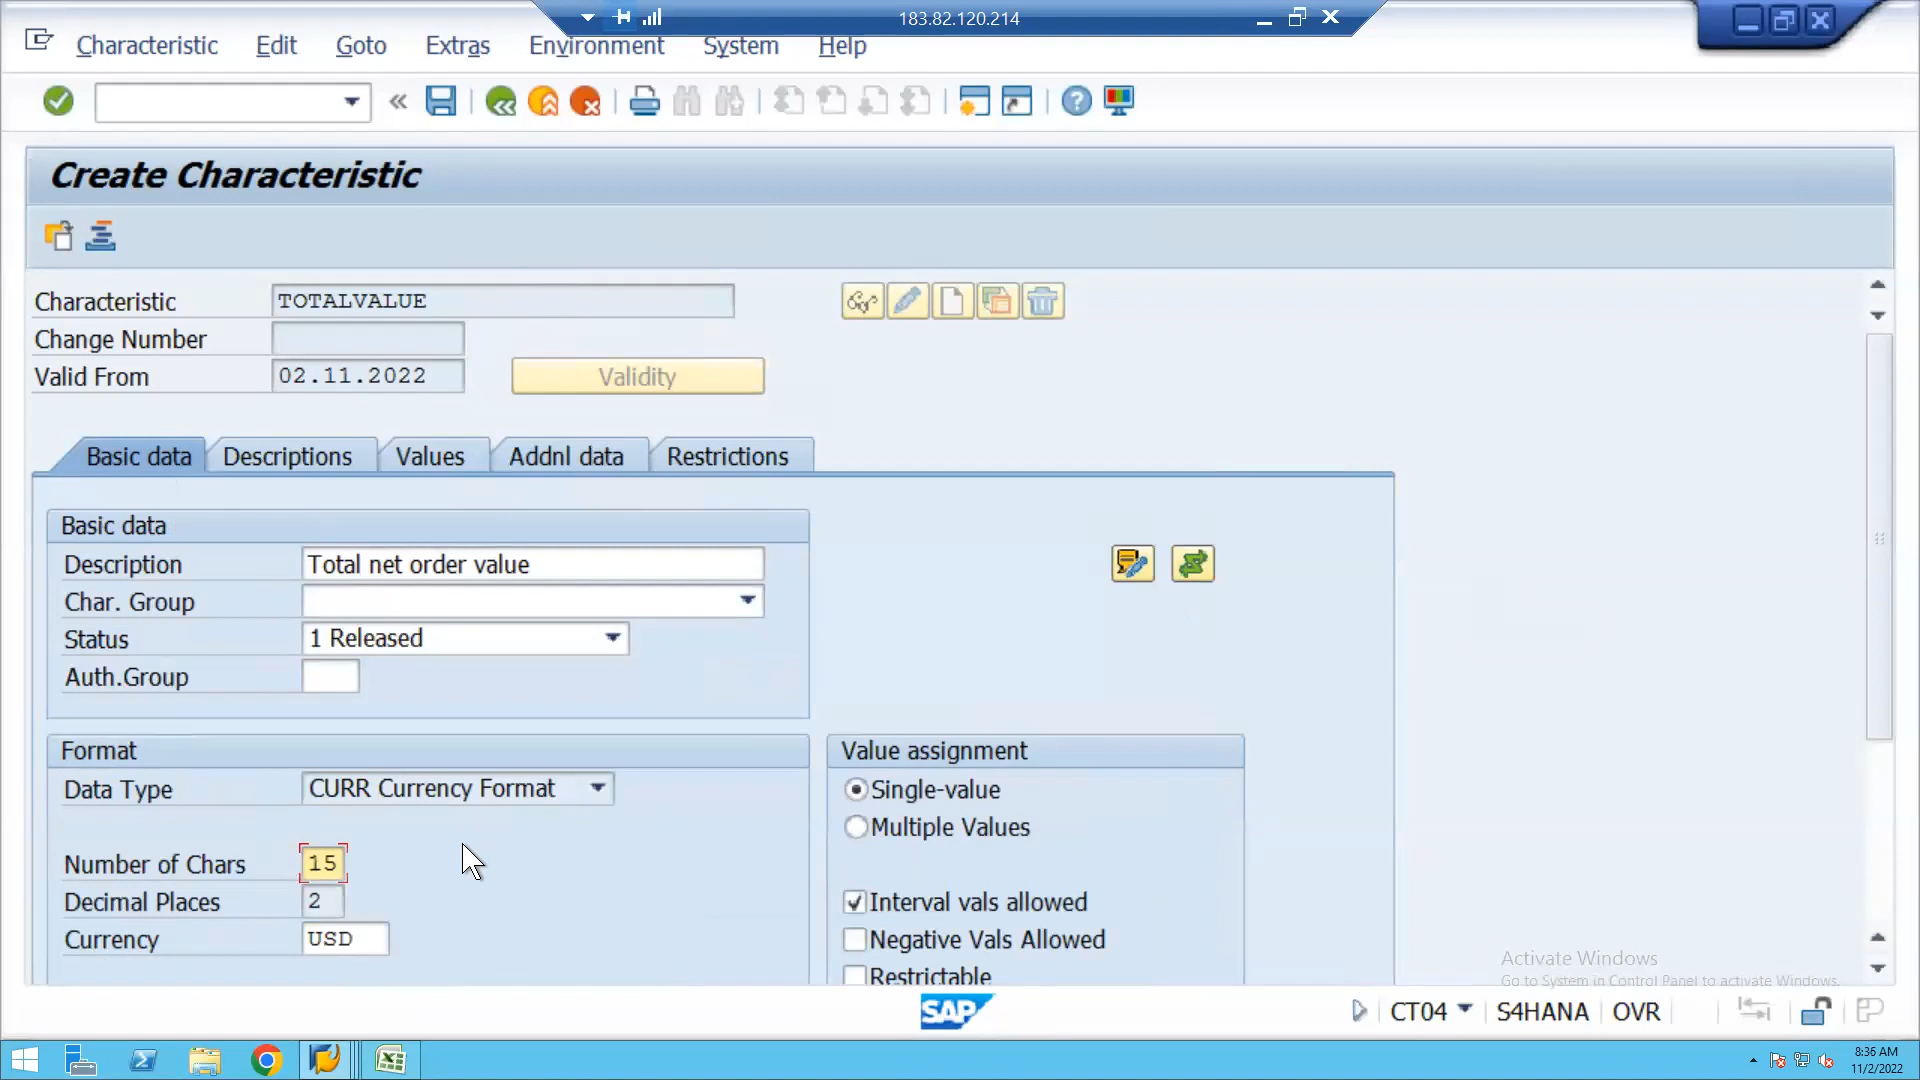 183.82.120.214
Characteristic Edit Goto Extras Environment System Help
Create Characteristic
Characteristic TOTALVALUE
Change Number
Valid From 02.11.2022 Validity
Basic data Descriptions Values Addnl data Restrictions
Basic data
Description Total net order value
Char. Group
Status 1 Released
Auth.Group
Format
Value assignment
Data Type CURR Currency Format
Single-value
Multiple Values
Number of Chars 15
Decimal Places 2
Interval vals allowed
Currency USD
Negative Vals Allowed
Restrictable
Activate Windows
Go to System in Control Panel to activate Windows.
SAP
CT04 S4HANA OVR
8:36 AM
11/2/2022